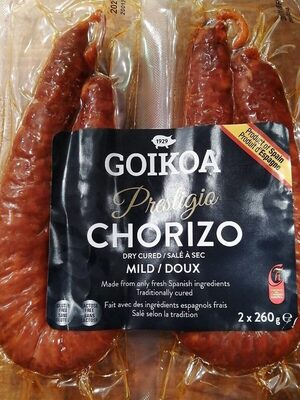 1929
GOIKOA
Prestigio
CHORIZO
DRY CURED / SALÉ À SEC
MILD / DOUX
Made from only fresh Spanish ingredients
Traditionally cured
Fait avec des ingrédients espagnols frais
Salé selon la tradition
2 x 260g
Product of Spain
Produit d'Espagne